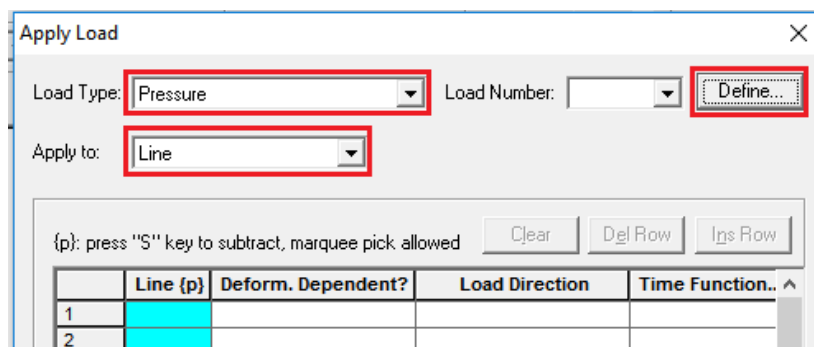 Apply Load
Load Type: Pressure Load Number: Define...
Apply to: Line
{p}: press "S" key to subtract, marquee pick allowed Clear Del Row Ins Row
Line {p} Deform. Dependent? Load Direction Time Function..
1
2